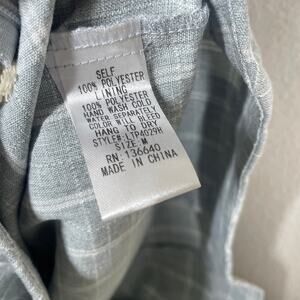 SELF
100% POLYESTER
LINING
100% POLYESTER
HAND WASH COLD
WATER SEPARATELY
COLOR WILL BLEED
HANG TO DRY
STYLE#:LTP4029H
SIZE:M
RN:136640
MADE IN CHINA